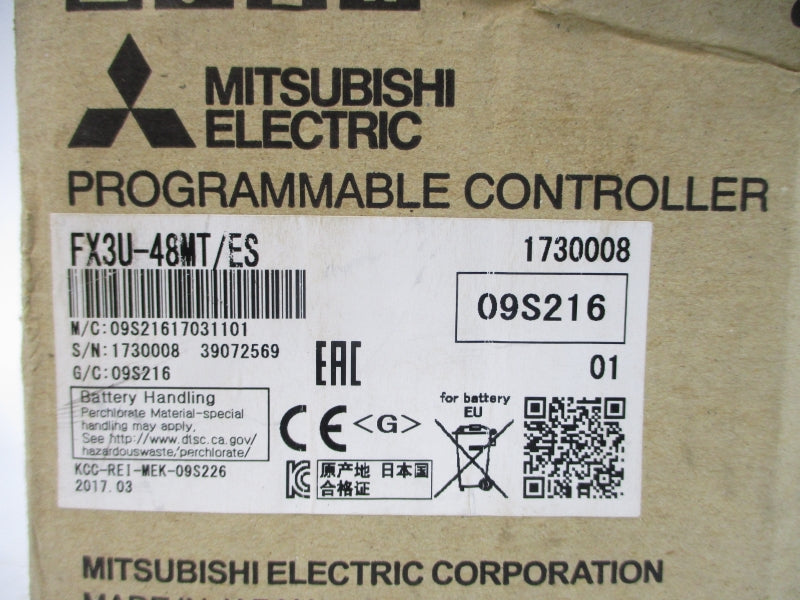 MITSUBISHI
ELECTRIC
PROGRAMMABLE CONTROLLER
FX3U-48MT/ES
1730008
09S216
M/C:09S21617031101
S/N:1730008 39072569
G/C:09S216
EAC
01
Battery Handling
Perchlorate Material-special
handling may apply.
See http://www.dtsc.ca.gov/
hazardouswaste/perchlorate/
CE <G>
for battery
EU
KCC-REI-MEK-09S226
2017.03
原产地 日本国
合格证
MITSUBISHI ELECTRIC CORPORATION